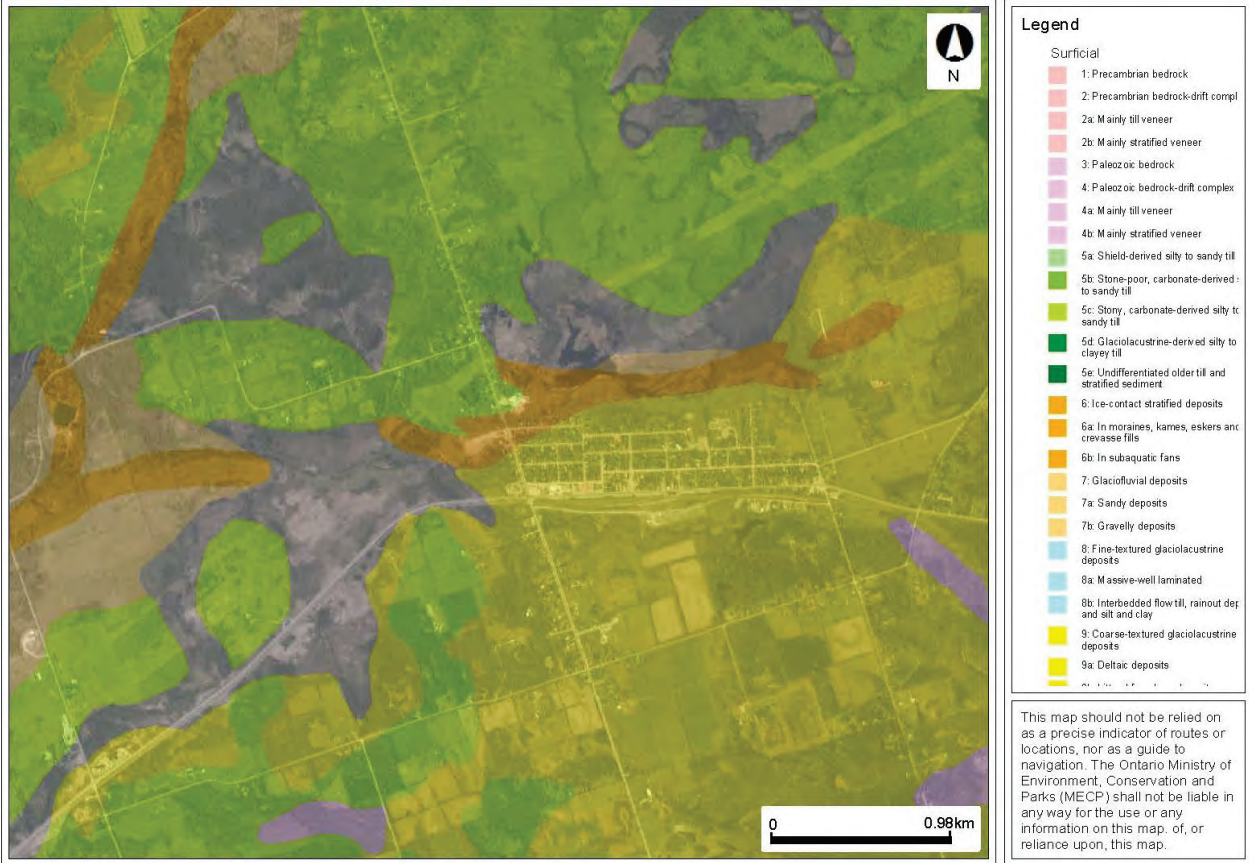 N
0
0.98km
Legend
Surficial
1: Precambrian bedrock
2: Precambrian bedrock-drift compl
2a: Mainly till veneer
2b: Mainly stratified veneer
3: Paleozoic bedrock
4: Paleozoic bedrock-drift complex
4a: Mainly till veneer
4b: Mainly stratified veneer
5a: Shield-derived silty to sandy till
5b: Stone-poor, carbonate-derived
to sandy till
5c: Stony, carbonate-derived silty to
sandy till
5d: Glaciolacustrine-derived silty to
clayey till
5e: Undifferentiated older till and
stratified sediment
6: Ice-contact stratified deposits
6a: In moraines, kames, eskers and
crevasse fills
6b: In subaquatic fans
7: Glaciofluvial deposits
7a: Sandy deposits
7b: Gravelly deposits
8: Fine-textured glaciolacustrine
deposits
8a: Massive-well laminated
8b: Interbedded flow till, rainout dep
and silt and clay
9: Coarse-textured glaciolacustrine
deposits
9a: Deltaic deposits
This map should not be relied on
as a precise indicator of routes or
locations, nor as a guide to
navigation. The Ontario Ministry of
Environment, Conservation and
Parks (MECP) shall not be liable in
any way for the use or any
information on this map. of, or
reliance upon, this map.